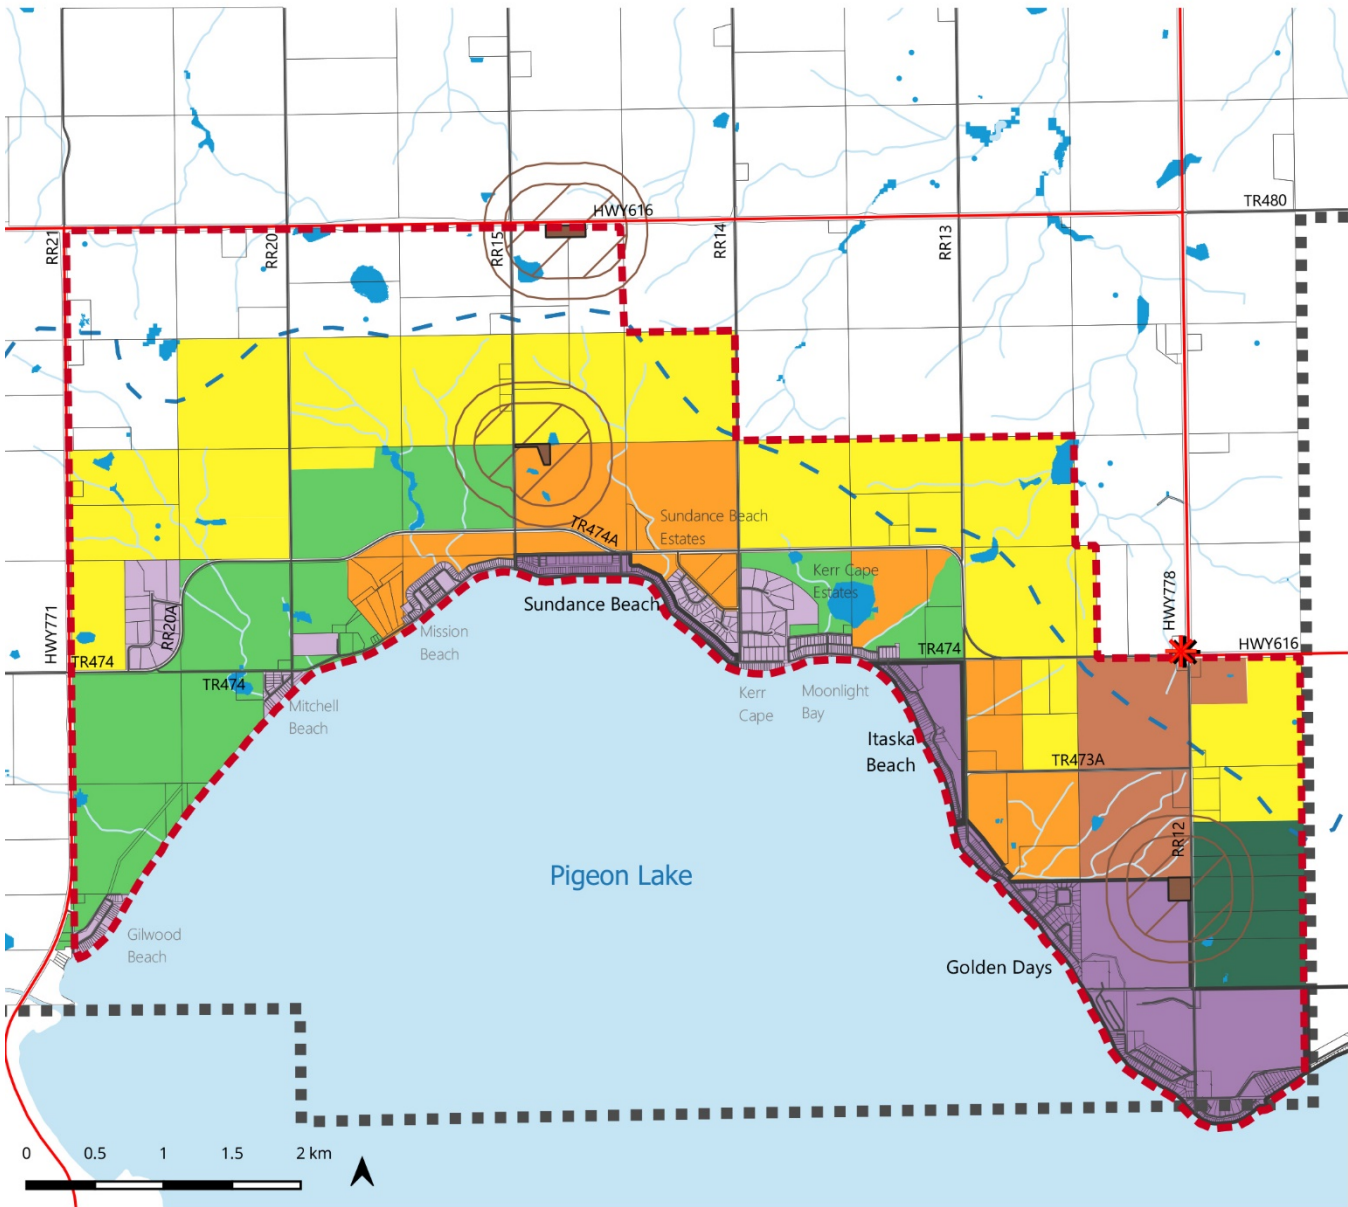 TR480
HWY616
RR21
RR20
RR15
RR14
RR13
TR474A
Sundance Beach
Estates
Kerr Cape
Estates
HWY778
HWY771
RR20A
Sundance Beach
Mission
Beach
HWY616
TR474
TR474
TR474
Mitchell
Beach
Kerr
Cape
Moonlight
Bay
Itaska
Beach
TR473A
RR12
Pigeon Lake
Gilwood
Beach
Golden Days
0 0.5 1 1.5 2 km